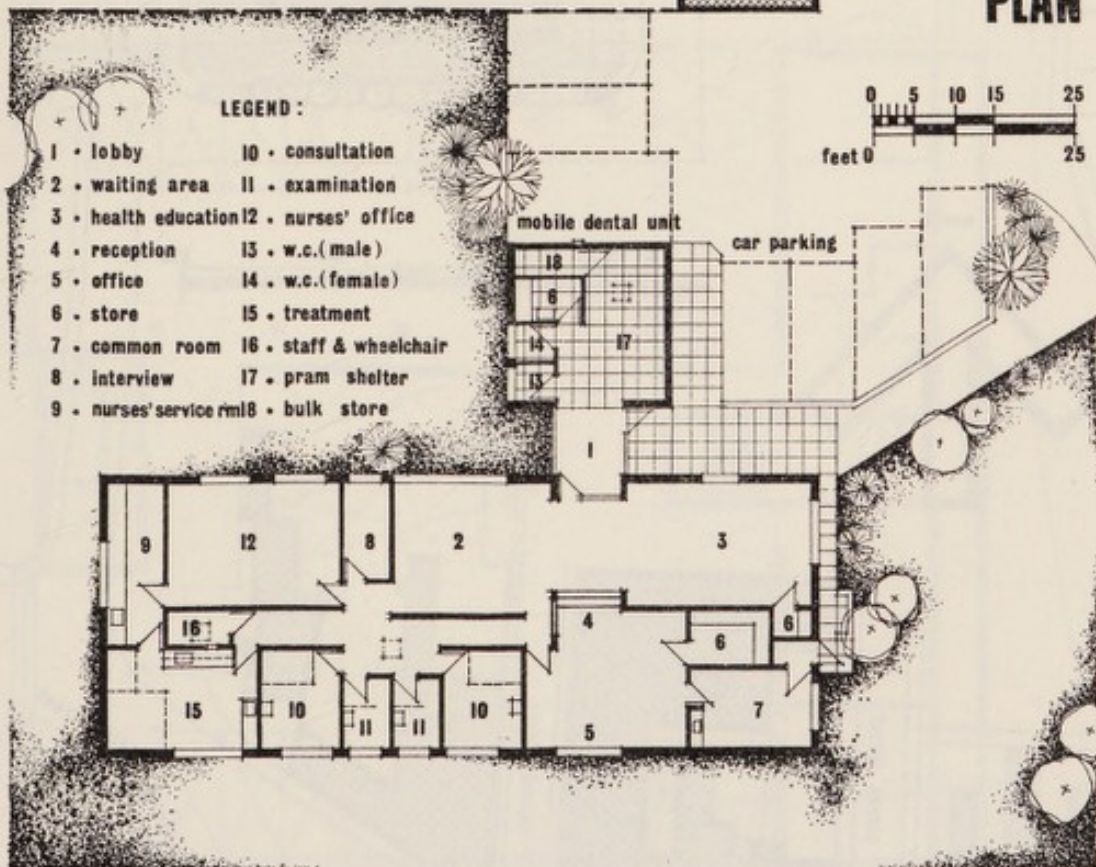 PLAN
0 5 10 15 25
feet 0 25
LEGEND:
1 • lobby
2 • waiting area
3 • health education
4 • reception
5 • office
6 • store
7 • common room
8 • interview
9 • nurses' service rm
10 • consultation
11 • examination
12 • nurses' office
13 • w.c.(male)
14 • w.c.(female)
15 • treatment
16 • staff & wheelchair
17 • pram shelter
18 • bulk store
mobile dental unit
car parking
18
6
14
17
13
1
9
12
8
2
3
16
4
6
6
15
10
11
11
10
5
7